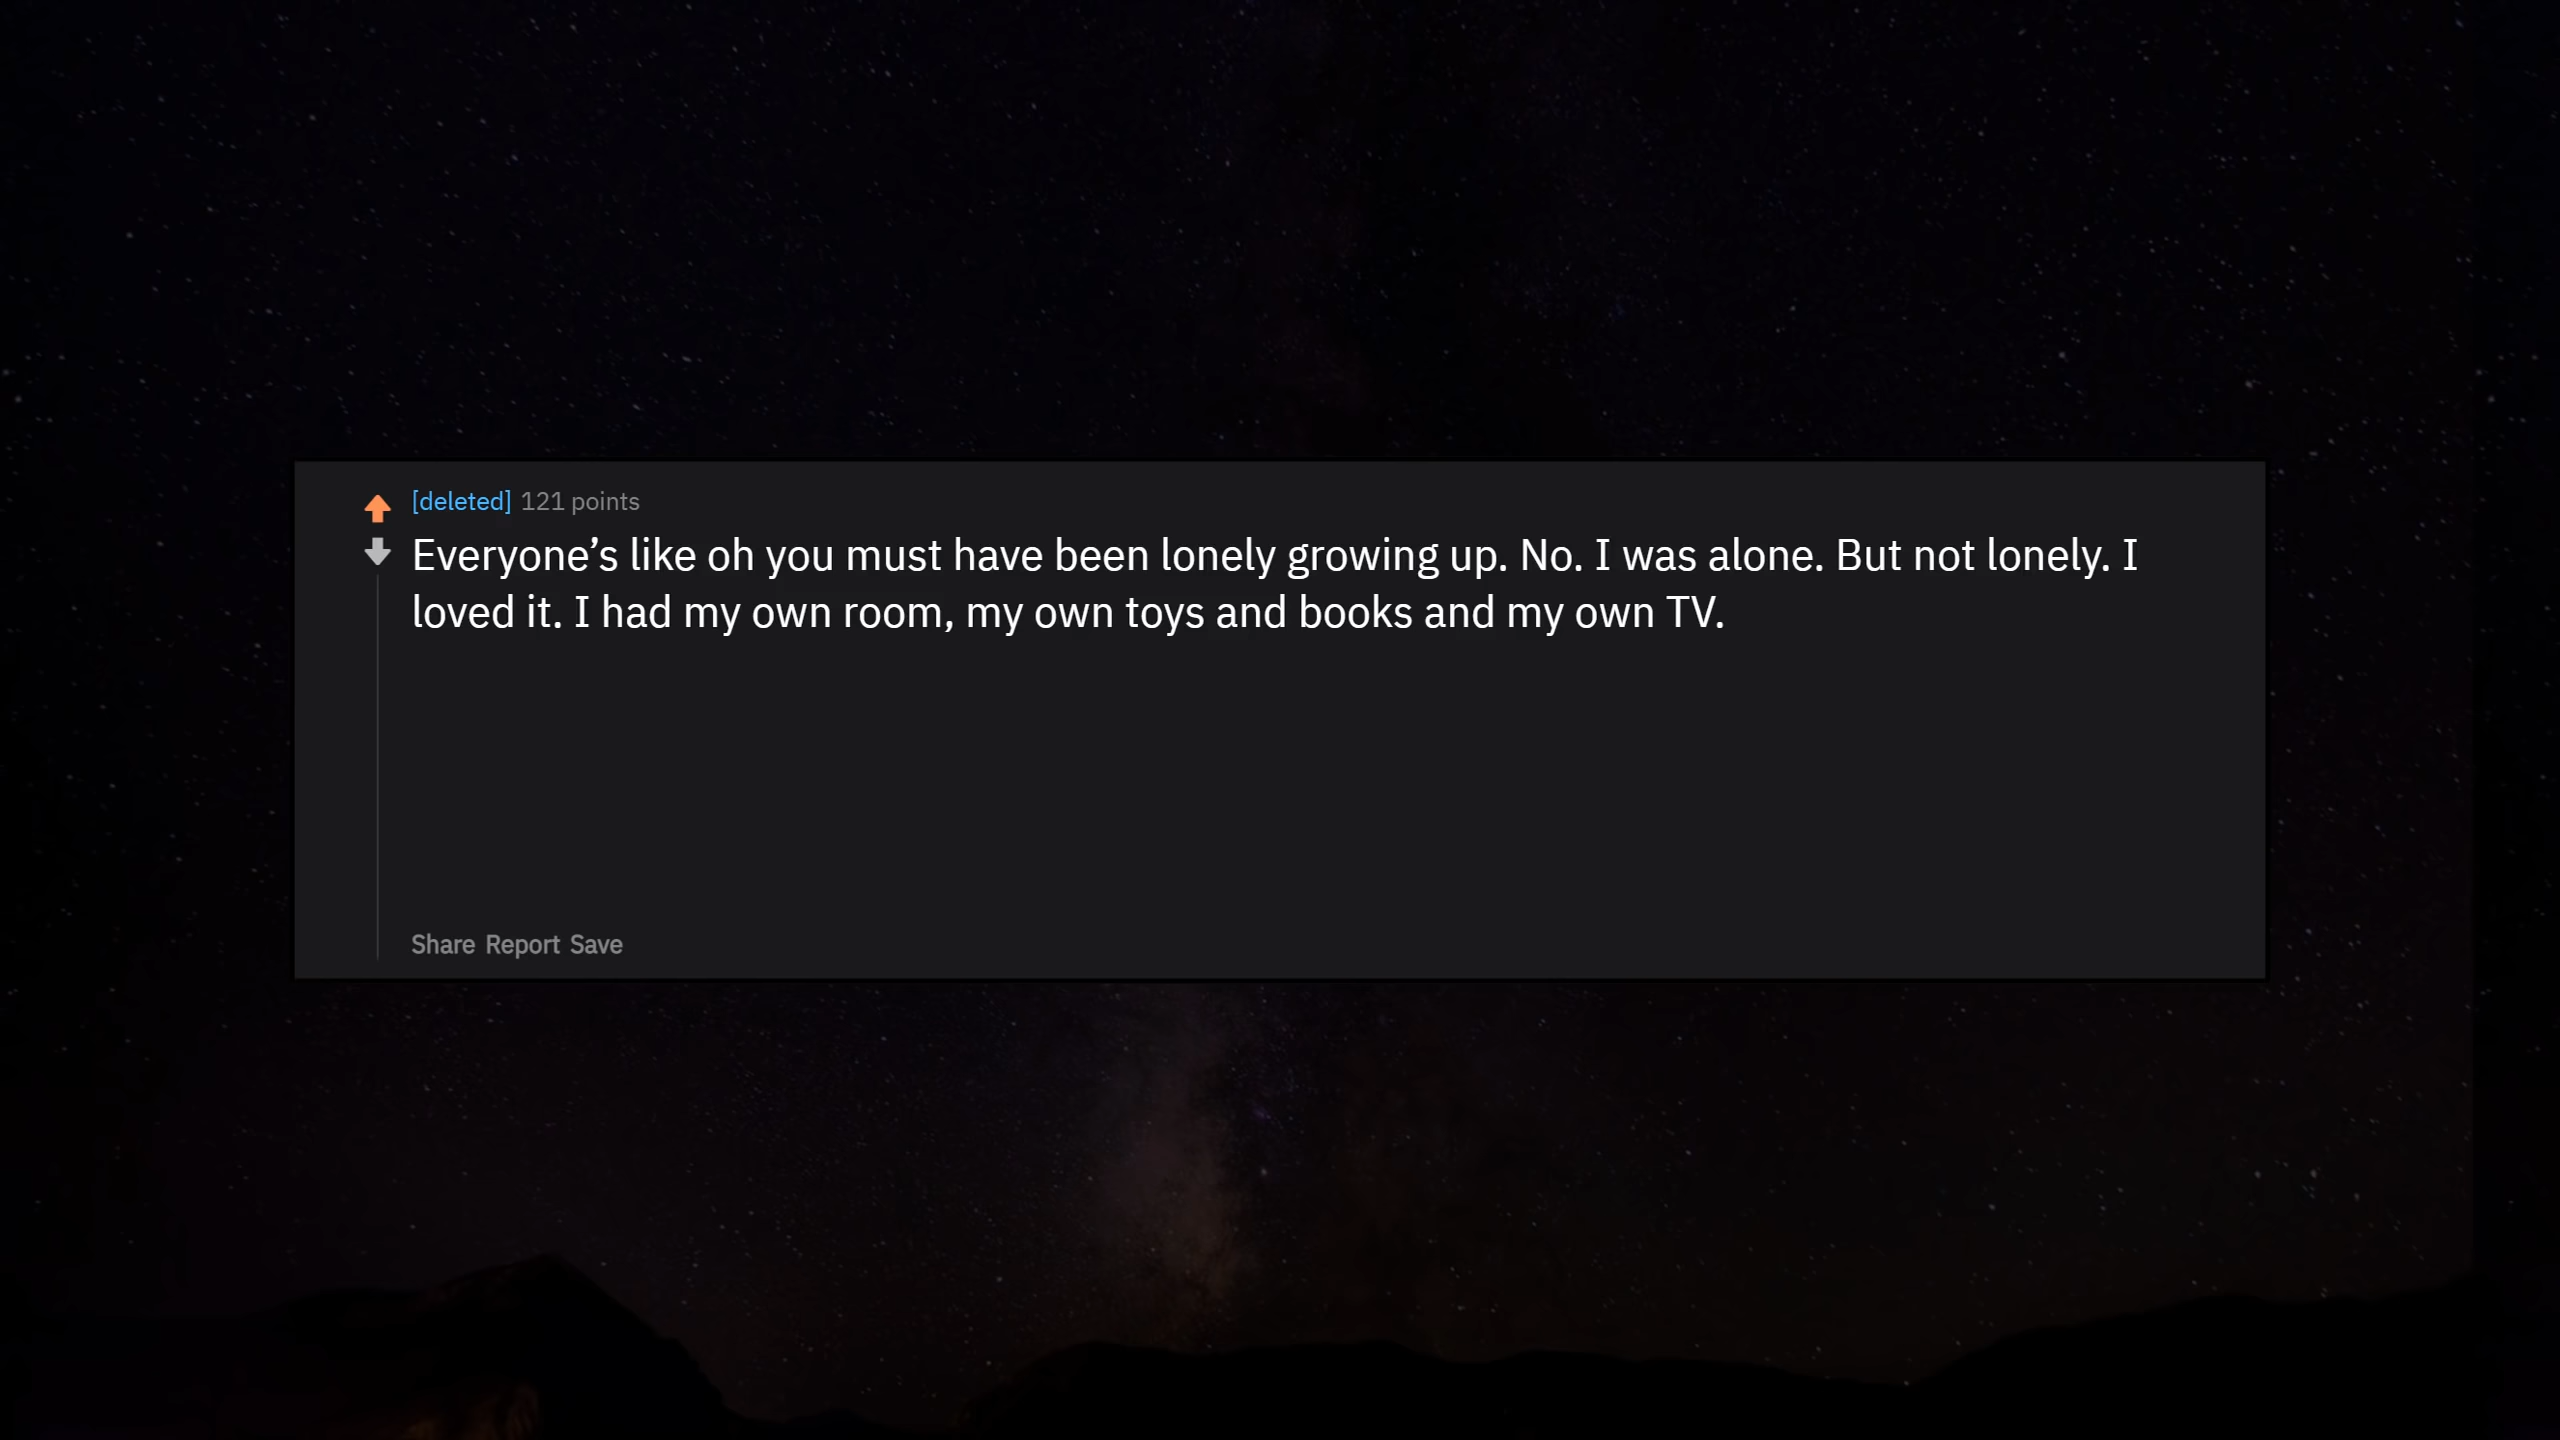 [deleted] 121 points
Everyone’s like oh you must have been lonely growing up. No. I was alone. But not lonely. I
loved it. I had my own room, my own toys and books and my own TV.
Share Report Save